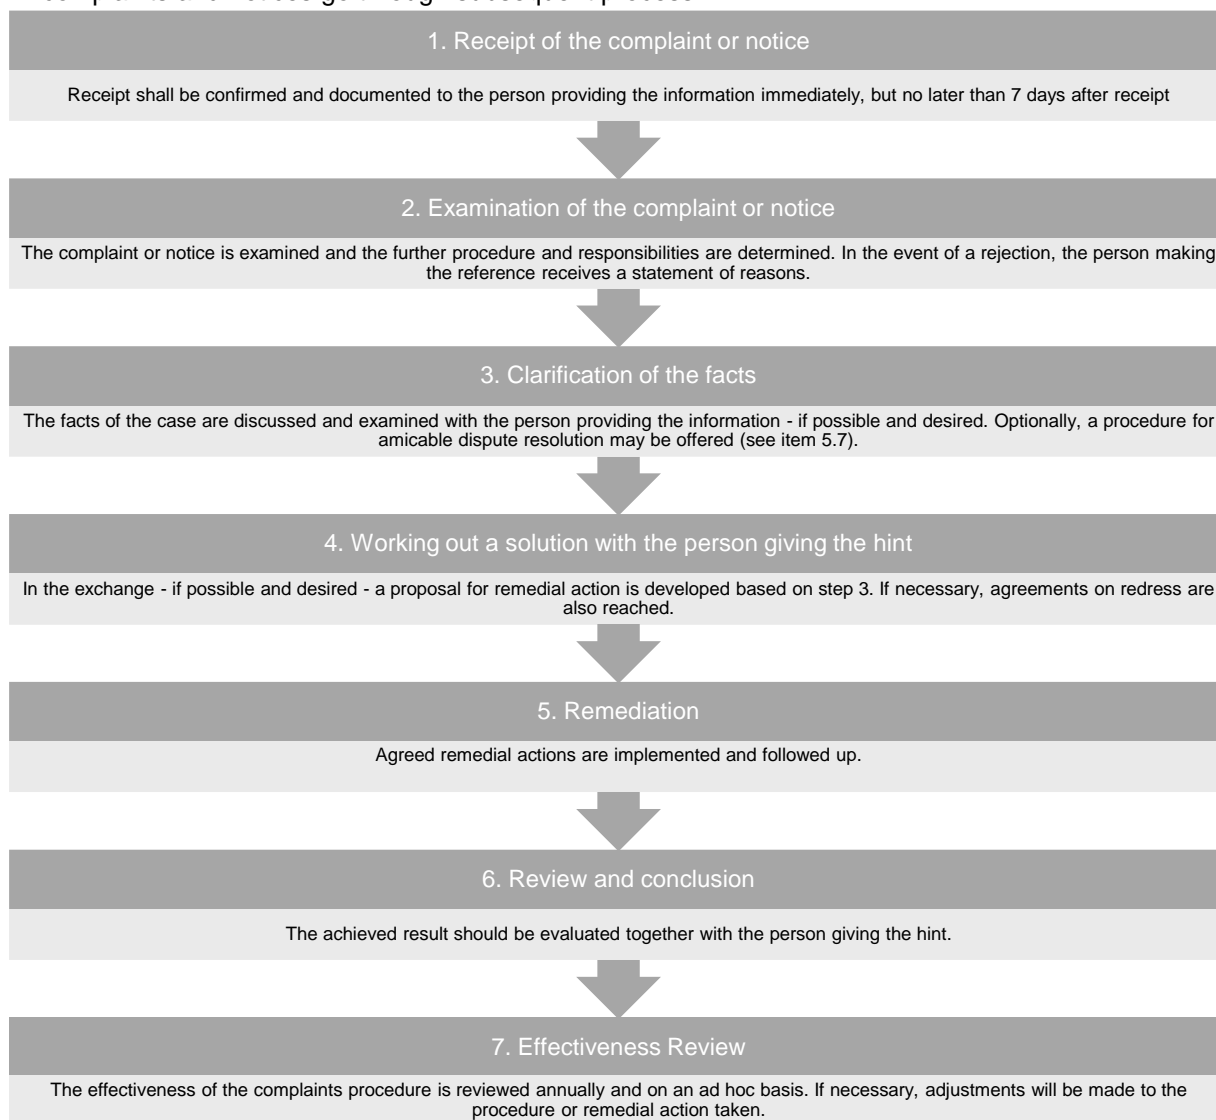 complaints and notices go through subsequent process
1. Receipt of the complaint or notice
Receipt shall be confirmed and documented to the person providing the information immediately, but no later than 7 days after receipt
2. Examination of the complaint or notice
The complaint or notice is examined and the further procedure and responsibilities are determined. In the event of a rejection, the person making
the reference receives a statement of reasons.
3. Clarification of the facts
The facts of the case are discussed and examined with the person providing the information - if possible and desired. Optionally, a procedure for
amicable dispute resolution may be offered (see item 5.7).
4. Working out a solution with the person giving the hint
In the exchange - if possible and desired - a proposal for remedial action is developed based on step 3. If necessary, agreements on redress are
also reached.
5. Remediation
Agreed remedial actions are implemented and followed up.
6. Review and conclusion
The achieved result should be evaluated together with the person giving the hint.
7. Effectiveness Review
The effectiveness of the complaints procedure is reviewed annually and on an ad hoc basis. If necessary, adjustments will be made to the
procedure or remedial action taken.